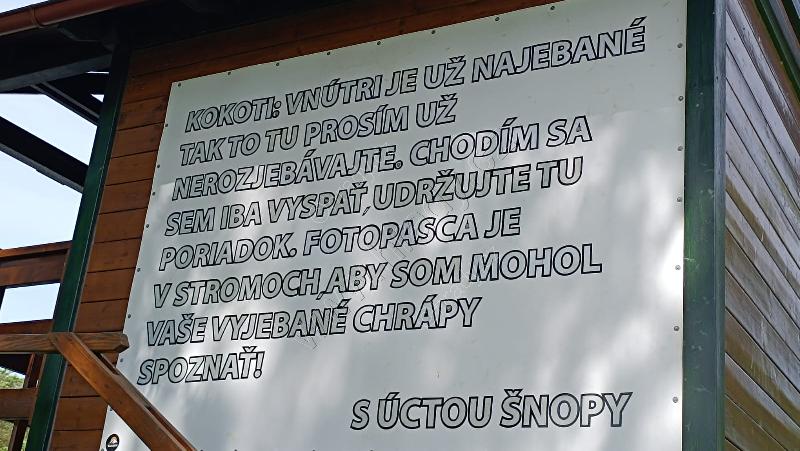 KOKOTI: VNÚTRI JE UŽ NAJEBANÉ
TAK TO TU PROSÍM UŽ
NEROZJEBÁVAJTE. CHODÍM SA
SEM IBA VYSPAŤ, UDRŽUJTE TU
PORIADOK. FOTOPASCA JE
V STROMOCH, ABY SOM MOHOL
VAŠE VYJEBANÉ CHRÁPY
SPOZNAŤ!
S ÚCTOU ŠNOPY